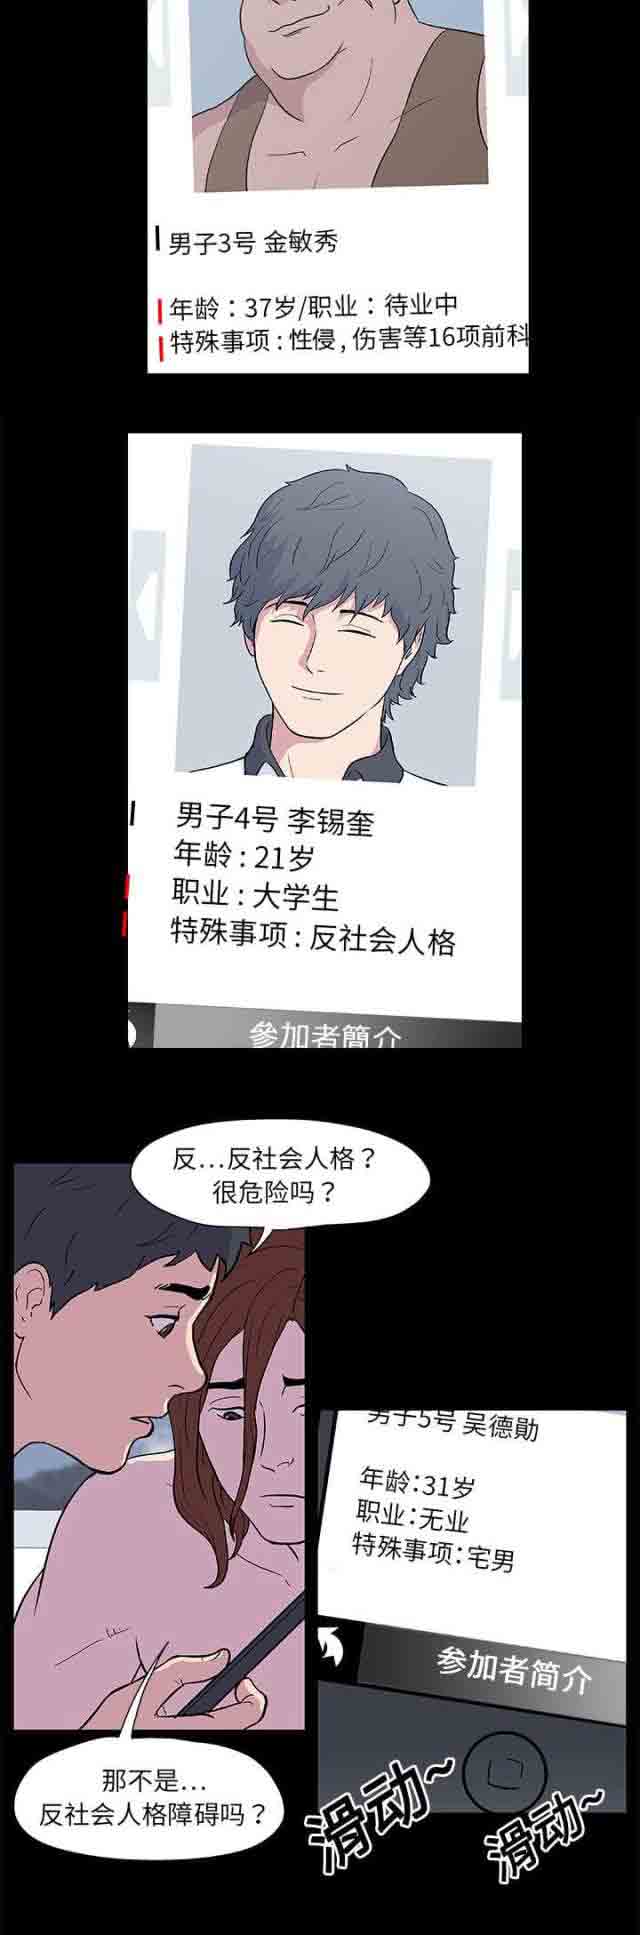 男子3号 金敏秀
年龄：37岁/职业：待业中
特殊事项：性侵，伤害等16项前科
男子4号 李锡奎
年龄：21岁
职业：大学生
特殊事项：反社会人格
參加者簡介
反...反社会人格？
很危险吗？
男子5号 吴德勛
年龄：31岁
职业：无业
特殊事项：宅男
參加者简介
那不是...
反社会人格障碍吗？
滑动~
滑动~